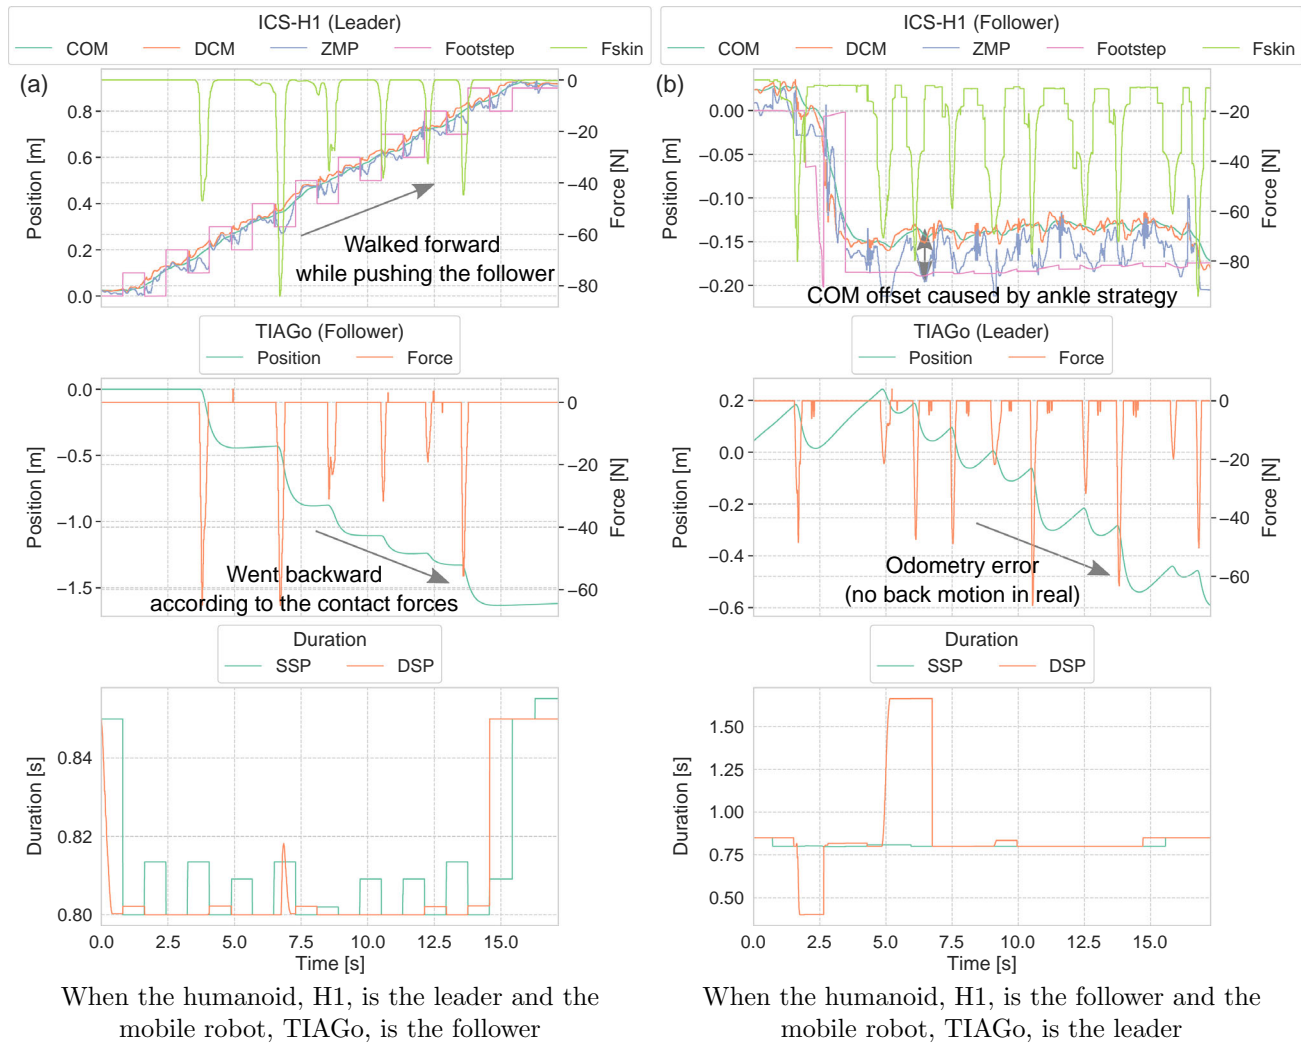 ICS-H1 (Leader)
COM DCM ZMP Footstep Fskin
(a)
0.8
0.6
0.4
0.2
0.0
Position [m]
0
−20
−40
−60
−80
Force [N]
Walked forward
while pushing the follower
TIAGo (Follower)
Position Force
0.0
−0.5
−1.0
−1.5
Position [m]
0
−20
−40
−60
Force [N]
Went backward
according to the contact forces
Duration
SSP DSP
0.84
0.82
0.80
Duration [s]
0.0 2.5 5.0 7.5 10.0 12.5 15.0
Time [s]
When the humanoid, H1, is the leader and the
mobile robot, TIAGo, is the follower
ICS-H1 (Follower)
COM DCM ZMP Footstep Fskin
(b)
0.00
−0.05
−0.10
−0.15
−0.20
Position [m]
0
−20
−40
−60
−80
Force [N]
COM offset caused by ankle strategy
TIAGo (Leader)
Position Force
0.2
0.0
−0.2
−0.4
−0.6
Position [m]
0
−20
−40
−60
Force [N]
Odometry error
(no back motion in real)
Duration
SSP DSP
1.50
1.25
1.00
0.75
0.50
Duration [s]
0.0 2.5 5.0 7.5 10.0 12.5 15.0
Time [s]
When the humanoid, H1, is the follower and the
mobile robot, TIAGo, is the leader